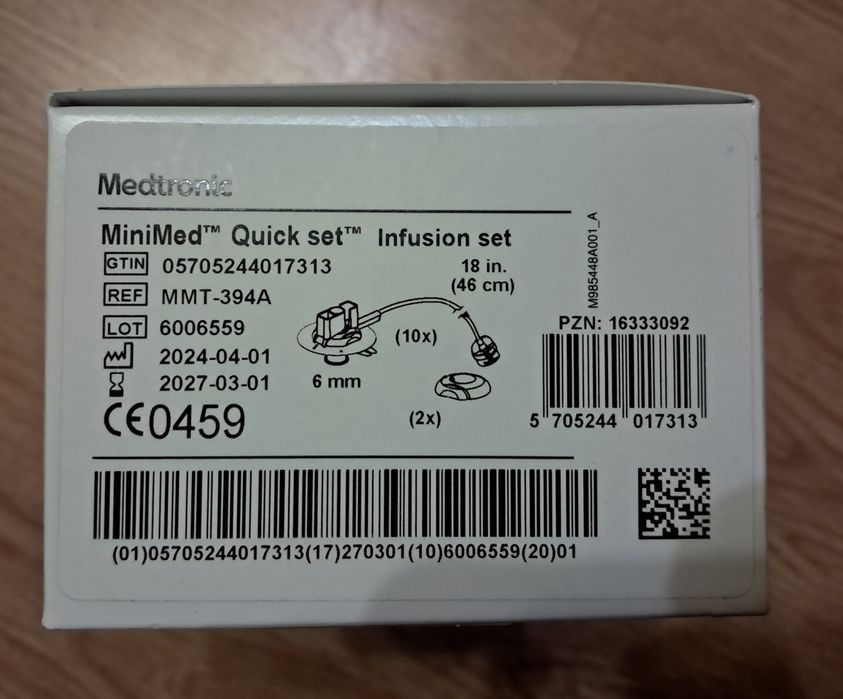 Medtronic
MiniMed™ Quick set™ Infusion set
GTIN 05705244017313
18 in.
(46 cm)
REF MMT-394A
LOT 6006559
2024-04-01
2027-03-01
CE0459
(10x)
6 mm
(2x)
M985448A001_A
PZN: 16333092
5 705244 017313
(01)05705244017313(17)270301(10)6006559(20)01